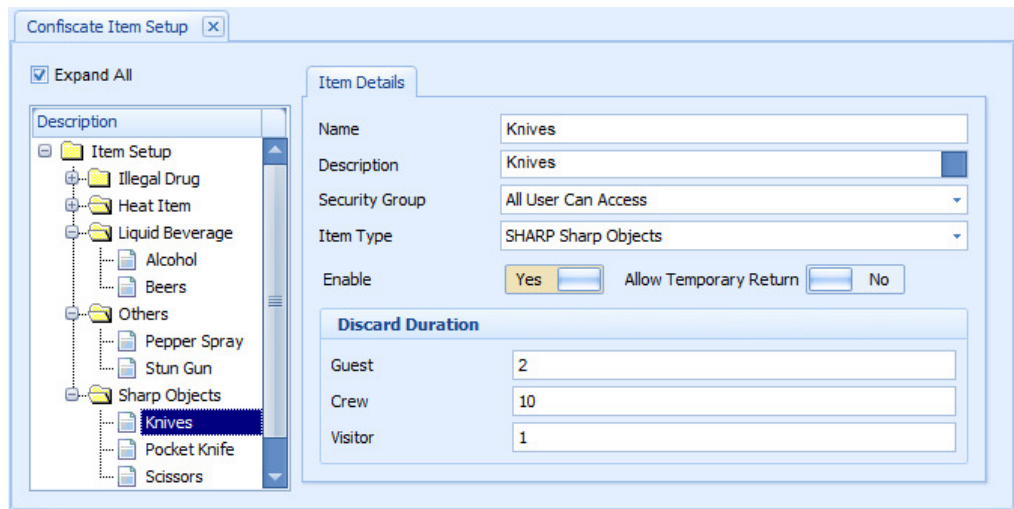 Confiscate Item Setup
Expand All
Description
Item Setup
Illegal Drug
Heat Item
Liquid Beverage
Alcohol
Beers
Others
Pepper Spray
Stun Gun
Sharp Objects
Knives
Pocket Knife
Scissors
Item Details
Name Knives
Description Knives
Security Group All User Can Access
Item Type SHARP Sharp Objects
Enable Yes Allow Temporary Return No
Discard Duration
Guest 2
Crew 10
Visitor 1